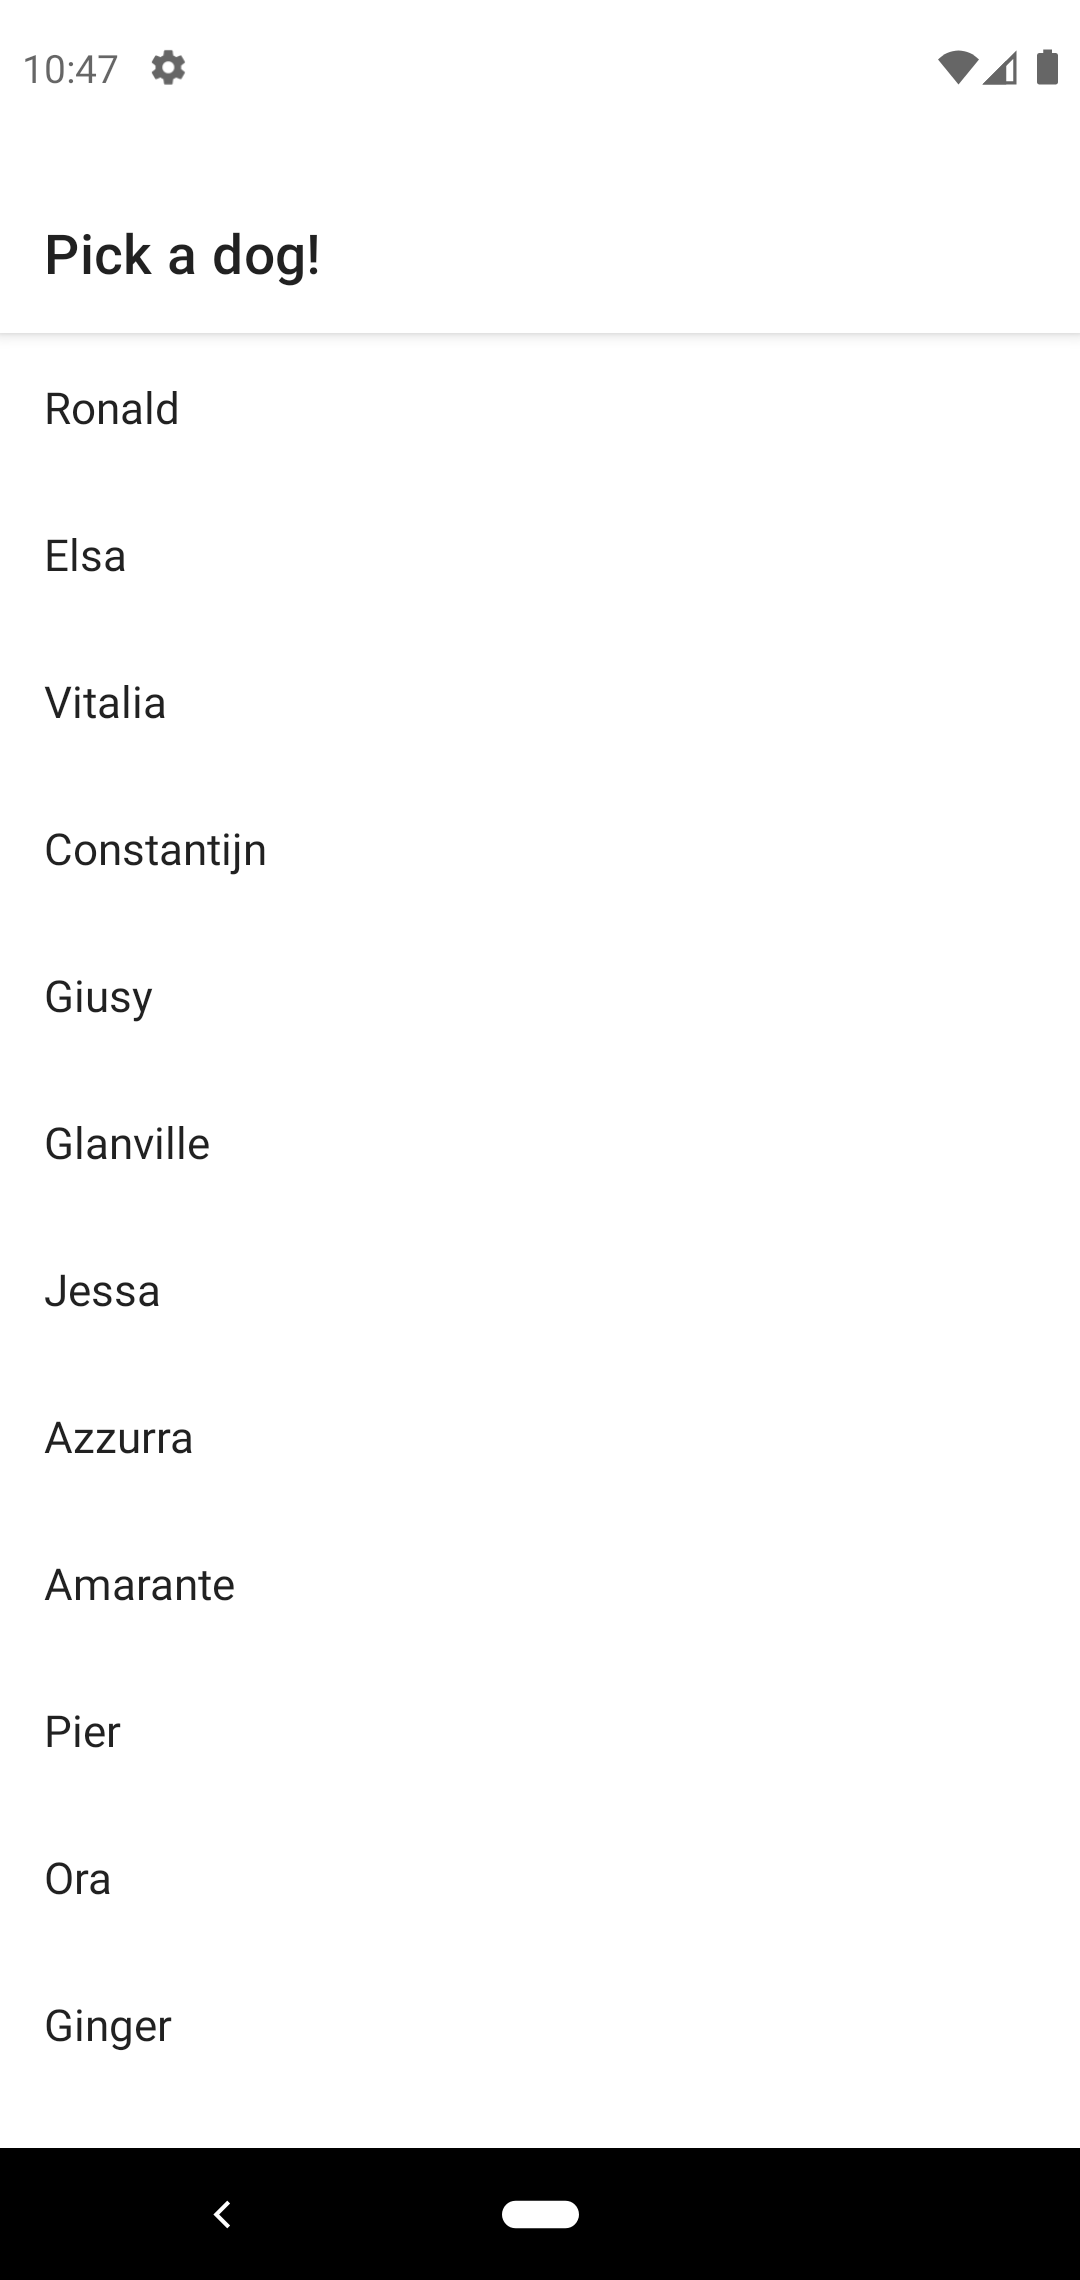 10:47
Pick a dog!
Ronald
Elsa
Vitalia
Constantijn
Giusy
Glanville
Jessa
Azzurra
Amarante
Pier
Ora
Ginger